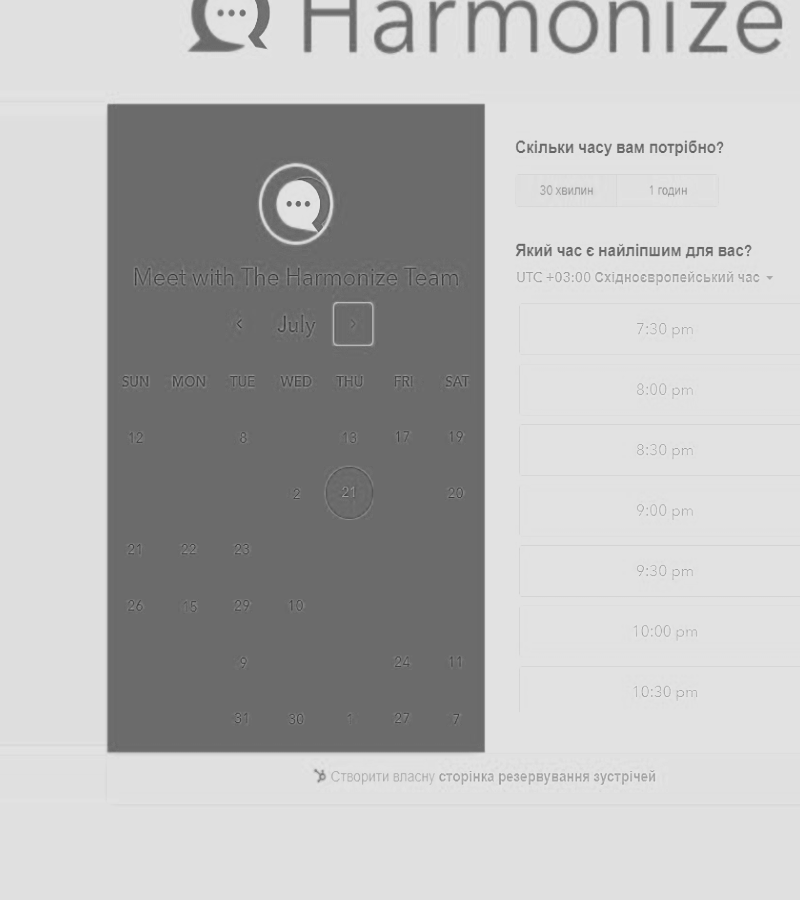 Harmonize
Meet with The Harmonize Team
July
SUN MON TUE WED THU FRI SAT
12 8 13 17 19
2 21 20
21 22 23
26 15 29 10
9 24 11
31 30 1 27 7
Скільки часу вам потрібно?
30 хвилин 1 годин
Який час є найліпшим для вас?
UTC +03:00 Східноєвропейський час
7:30 pm
8:00 pm
8:30 pm
9:00 pm
9:30 pm
10:00 pm
10:30 pm
Створити власну сторінка резервування зустрічей